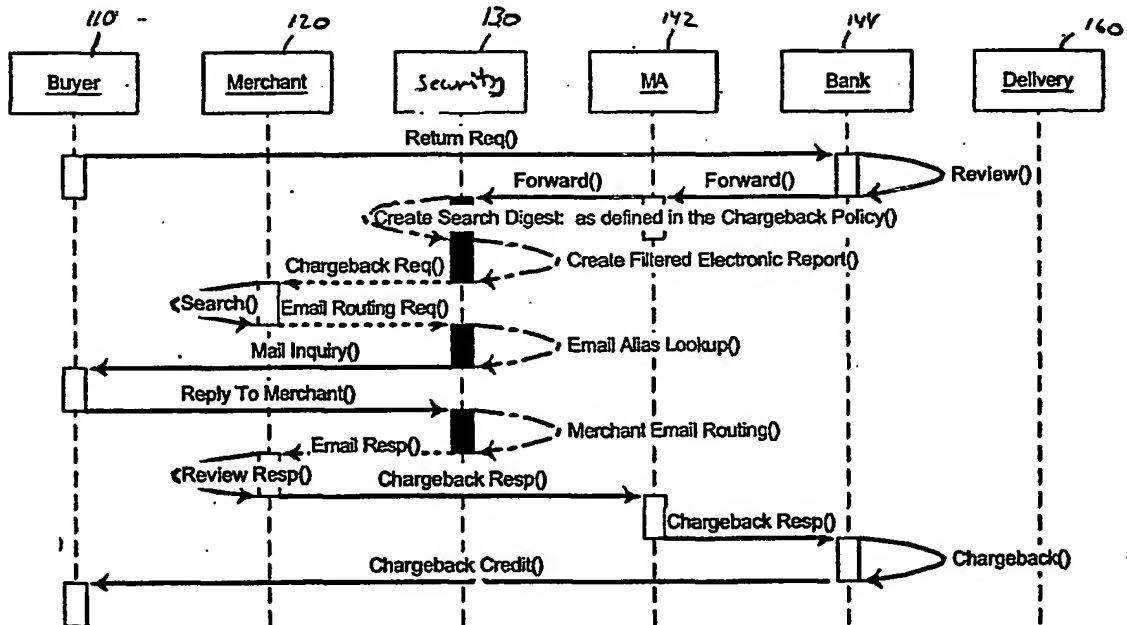 110 120 130 142 144 160
Buyer Merchant Security MA Bank Delivery
Return Req()
Forward() Forward() Review()
Create Search Digest: as defined in the Chargeback Policy()
Chargeback Req() Create Filtered Electronic Report()
Search() Email Routing Req()
Mail Inquiry() Email Alias Lookup()
Reply To Merchant()
Email Resp() Merchant Email Routing()
Review Resp() Chargeback Resp()
Chargeback Resp()
Chargeback Credit() Chargeback()